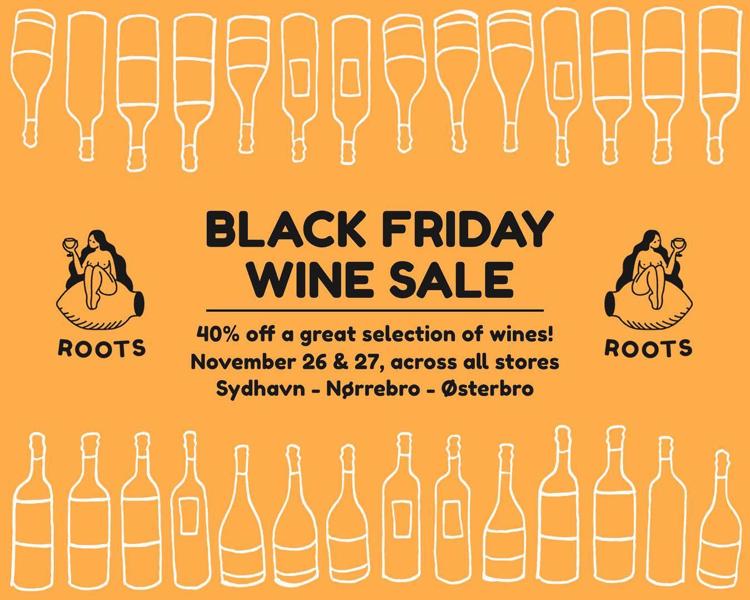 BLACK FRIDAY
WINE SALE
40% off a great selection of wines!
November 26 & 27, across all stores
Sydhavn - Nørrebro - Østerbro
ROOTS
ROOTS